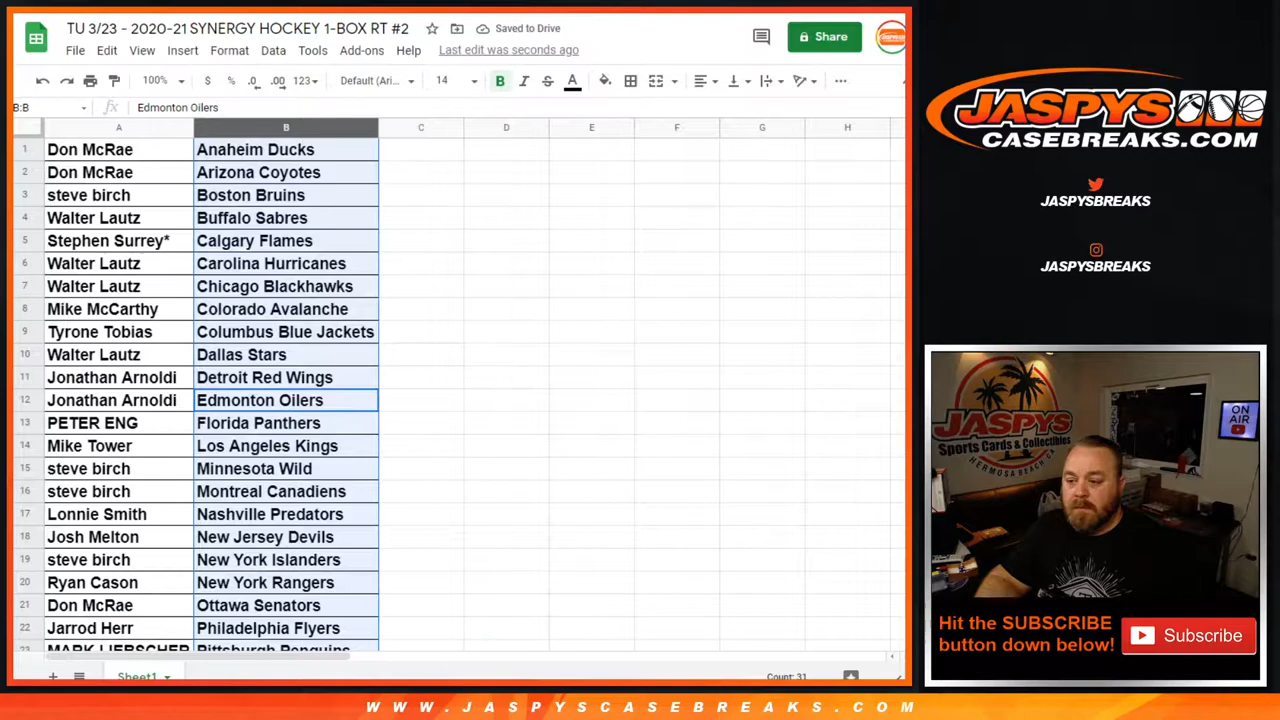 TU 3/23 - 2020-21 SYNERGY HOCKEY 1-BOX RT #2
Saved to Drive
File Edit View Insert Format Data Tools Add-ons Help Last edit was seconds ago
Share
100% $ % .0 .00 123 Default (Ari... 14 B I S A
B:B fx Edmonton Oilers
A B C D E F G H
1 Don McRae Anaheim Ducks
2 Don McRae Arizona Coyotes
3 steve birch Boston Bruins
4 Walter Lautz Buffalo Sabres
5 Stephen Surrey* Calgary Flames
6 Walter Lautz Carolina Hurricanes
7 Walter Lautz Chicago Blackhawks
8 Mike McCarthy Colorado Avalanche
9 Tyrone Tobias Columbus Blue Jackets
10 Walter Lautz Dallas Stars
11 Jonathan Arnoldi Detroit Red Wings
12 Jonathan Arnoldi Edmonton Oilers
13 PETER ENG Florida Panthers
14 Mike Tower Los Angeles Kings
15 steve birch Minnesota Wild
16 steve birch Montreal Canadiens
17 Lonnie Smith Nashville Predators
18 Josh Melton New Jersey Devils
19 steve birch New York Islanders
20 Ryan Cason New York Rangers
21 Don McRae Ottawa Senators
22 Jarrod Herr Philadelphia Flyers
23 MARK LIEBSCHER Pittsburgh Penguins
Sheet1
Count: 31
JASPYS
CASEBREAKS.COM
JASPYSBREAKS
JASPYSBREAKS
JASPYS
Sports Cards & Collectibles
HERMOSA BEACH, CA
ON AIR
Hit the SUBSCRIBE
button down below!
Subscribe
WWW.JASPYSCASEBREAKS.COM